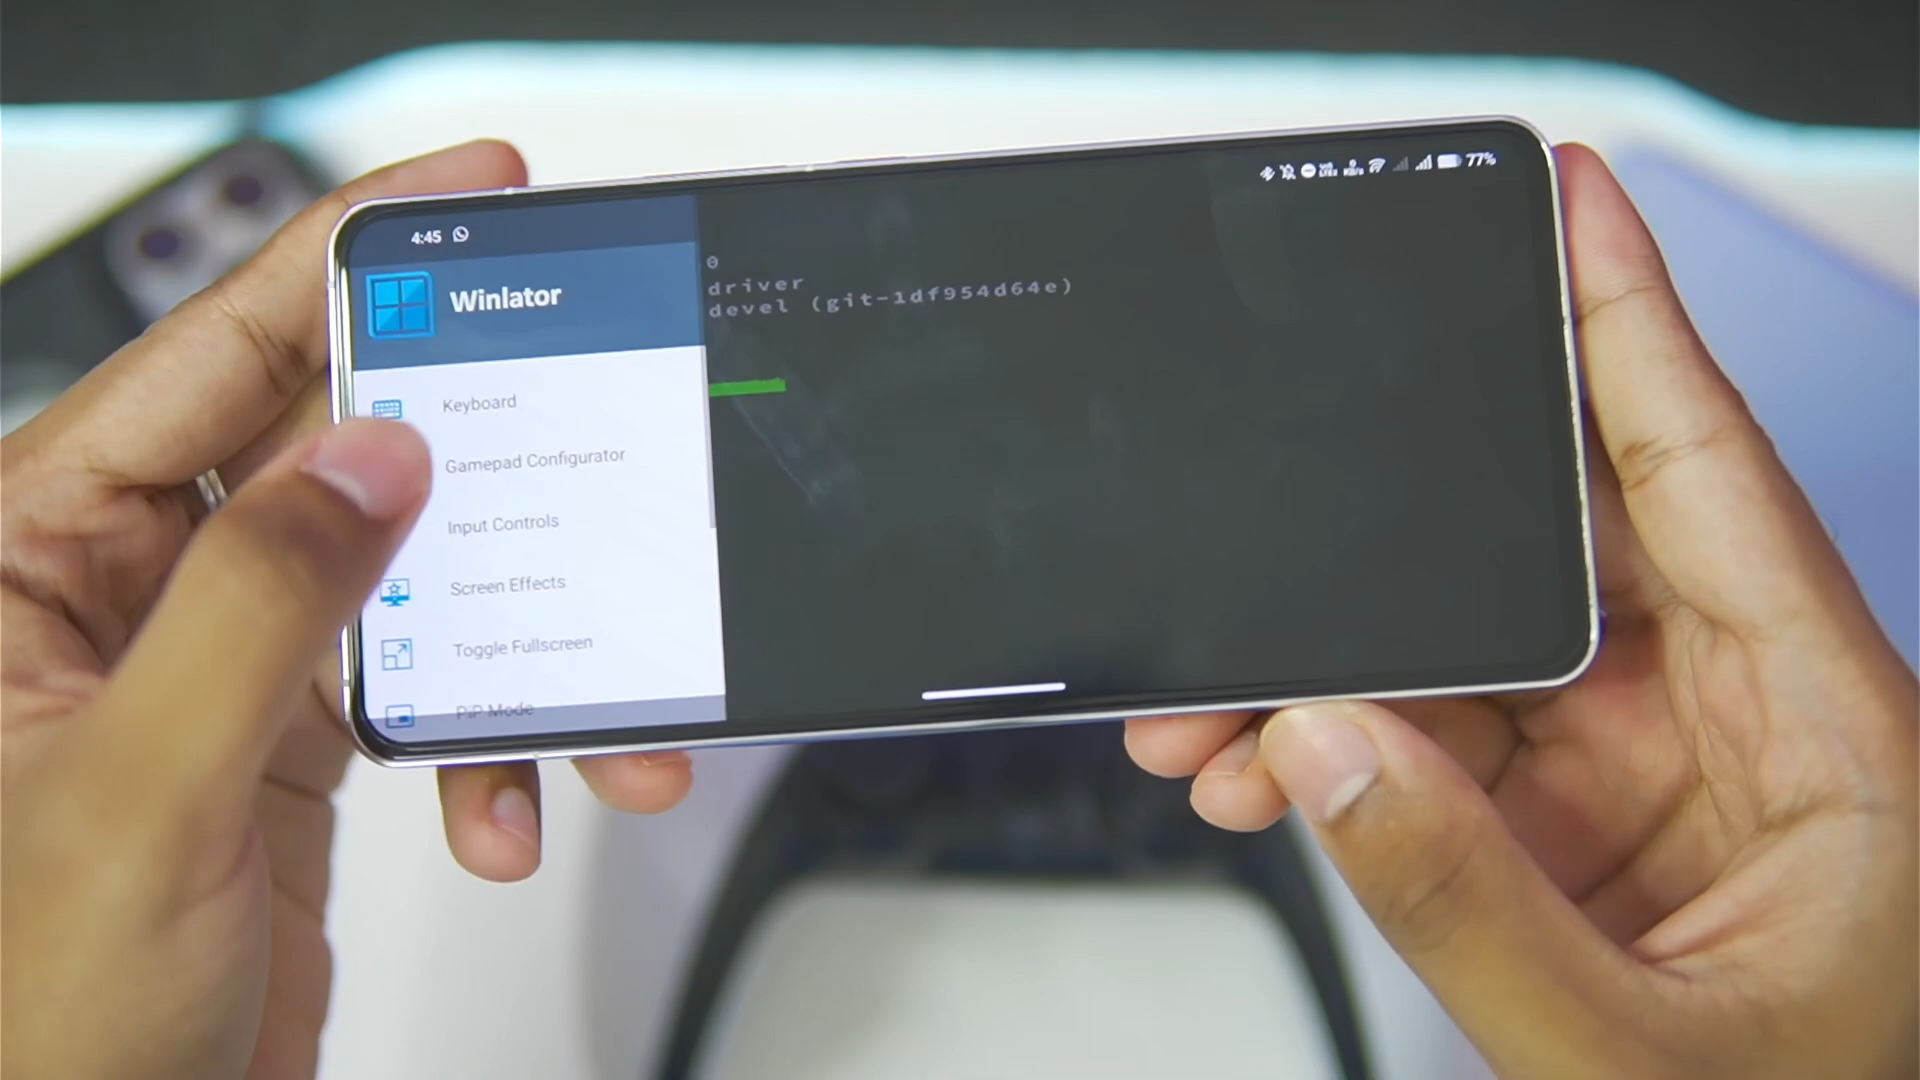 4:45
77%
Winlator
Keyboard
Gamepad Configurator
Input Controls
Screen Effects
Toggle Fullscreen
PiP Mode
0
driver
devel (git-1df954d64e)